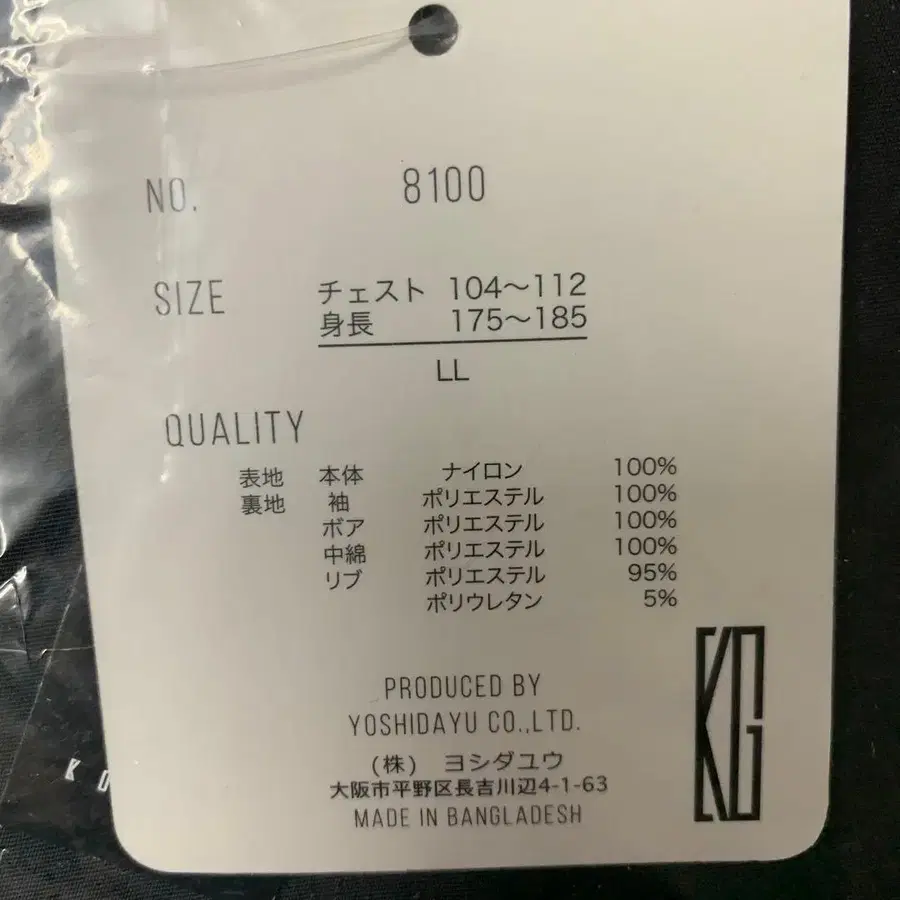 NO. 8100
SIZE チェスト 104〜112
身長 175〜185
LL
QUALITY
表地 本体 ナイロン 100%
裏地 袖 ポリエステル 100%
ボア ポリエステル 100%
中綿 ポリエステル 100%
リブ ポリエステル 95%
ポリウレタン 5%
PRODUCED BY
YOSHIDAYU CO.,LTD.
(株) ヨシダユウ
大阪市平野区長吉川辺4-1-63
MADE IN BANGLADESH
KG